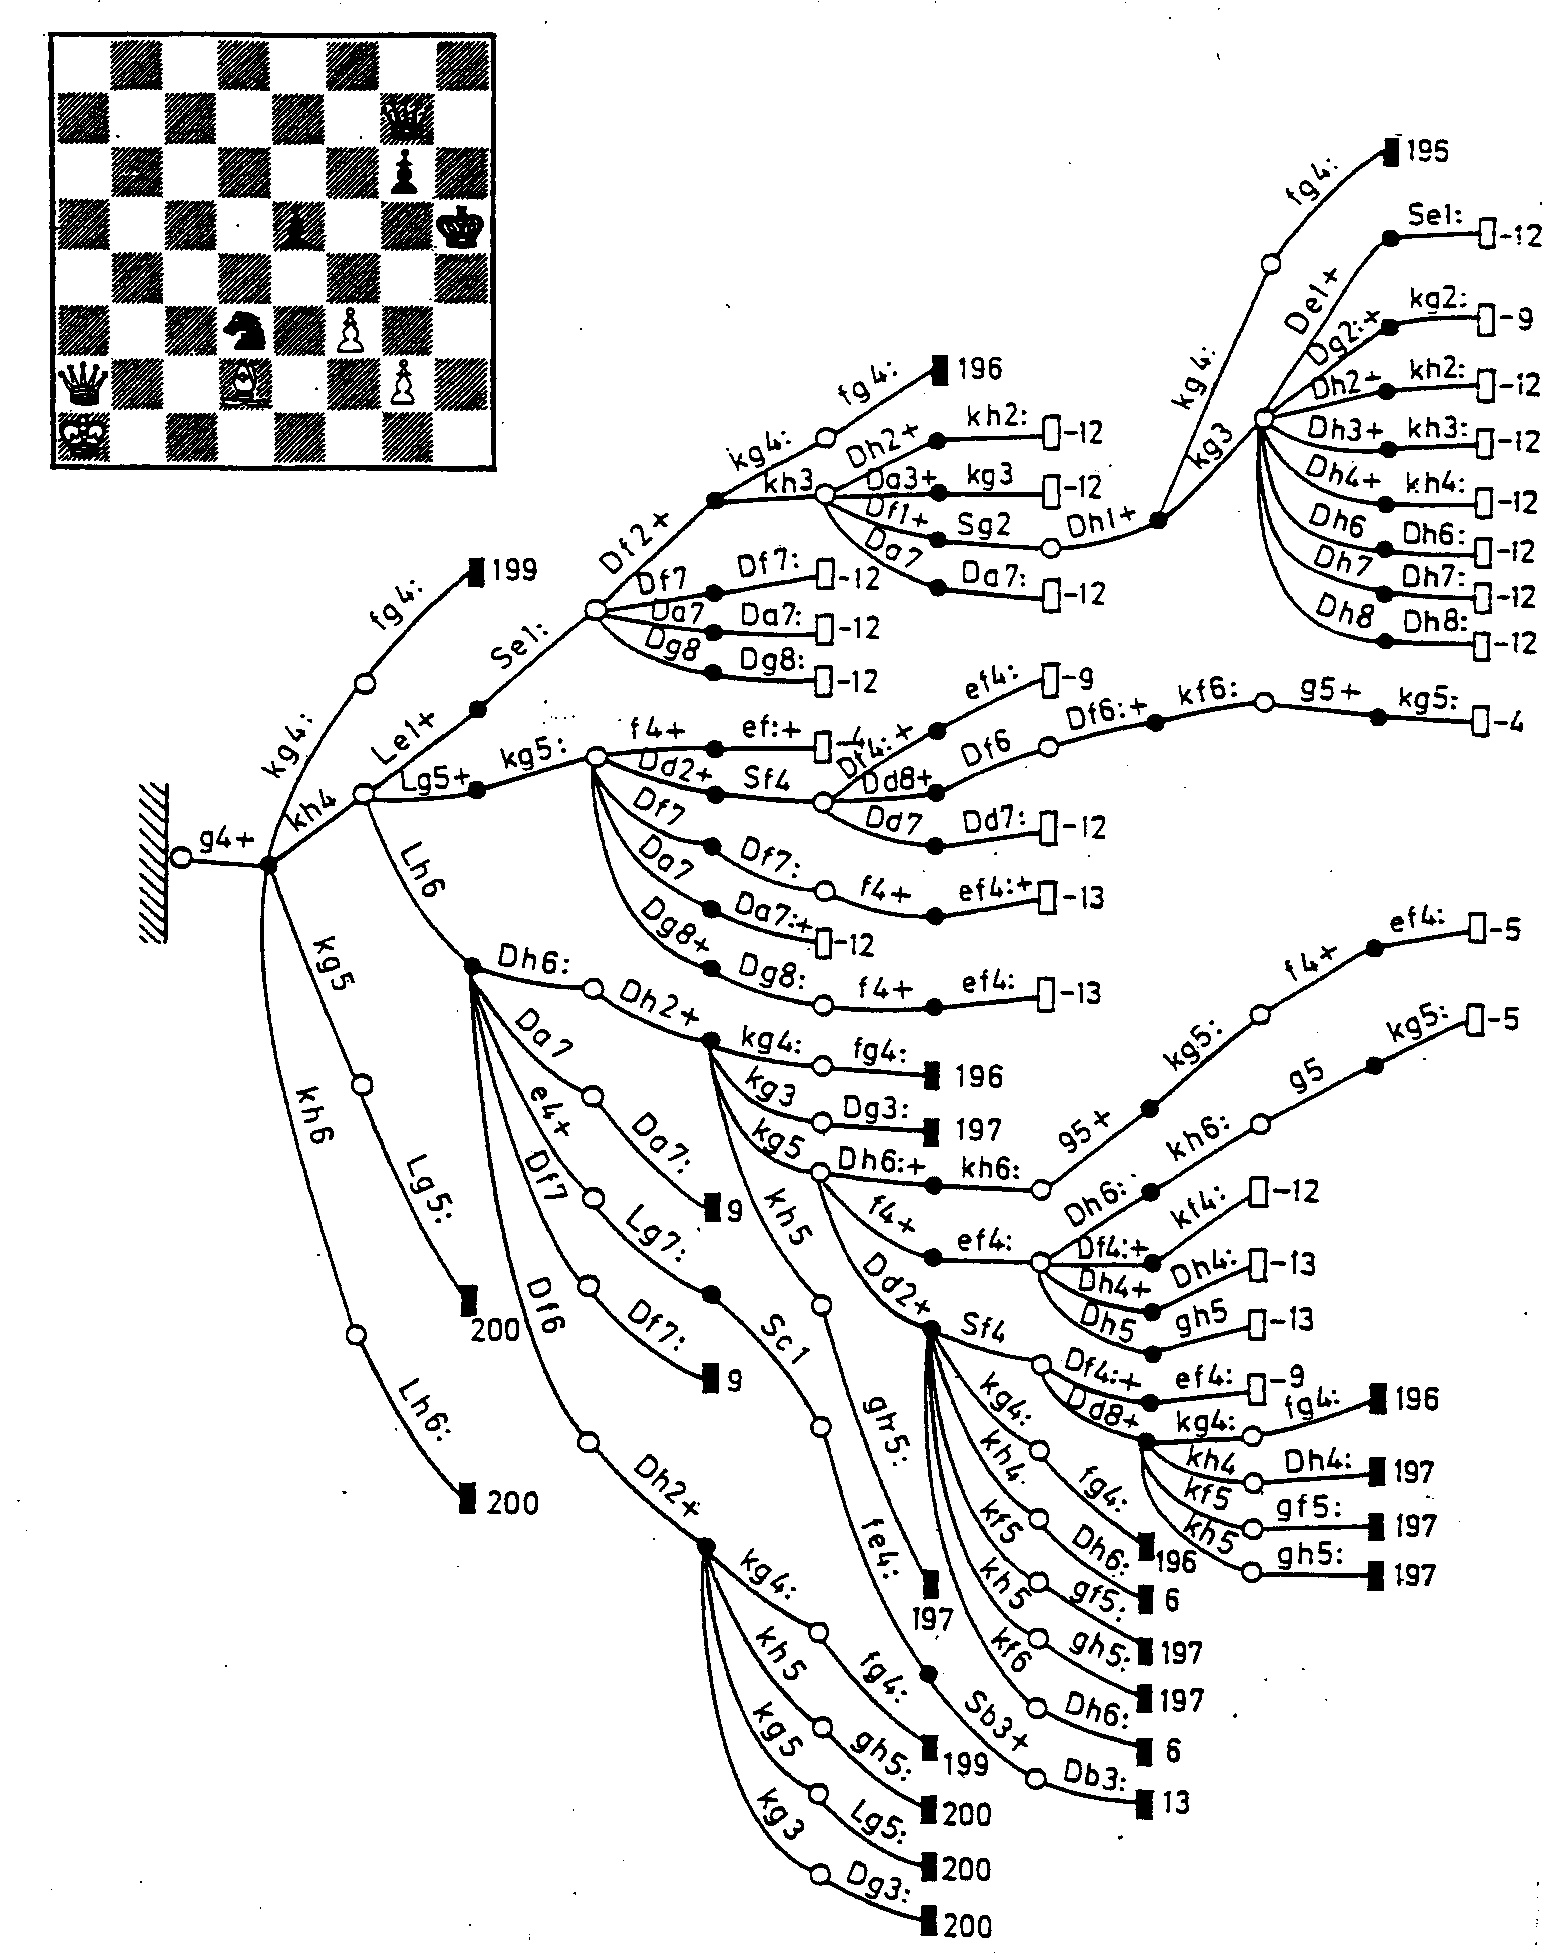 fg4: 195
Se1: -12
kg4: De1+ kg2: -9
Dg2:+
fg4: 196
Dh2+ kh2: -12
kg4: Dh2+ kh2: -12
kg3 Dh3+ kh3: -12
kh3 Da3+ kg3 -12
Dh4+ kh4: -12
Df1+ Sg2 Dh1+
Df2+ Dh6 Dh6: -12
Da7 Da7: -12
Dh7 Dh7: -12
fg4: 199
Df7 Df7: -12
Dh8 Dh8: -12
Da7 Da7: -12
Se1: Dg8 Dg8: -12
ef4: -9
kg4: Le1+ f4+ ef:+ -4
Df4:+
kf6: g5+ kg5: -4
Lg5+ kg5: Dd2+ Sf4 Dd8+ Df6 Df6:+
kh4 Df7 Dd7 Dd7: -12
g4+ Df7: f4+ ef4:+ -13
Lh6 Da7 Da7:+ -12
Dg8+ Dg8: f4+ ef4: -13
f4+ ef4: -5
kg5 Dh6: Dh2+ kg5:
kg4: fg4: 196
g5 kg5: -5
Da7 kg3 Dg3: 197
kh6 e4+ kg5 Dh6:+ kh6: g5+ kh6:
Da7: 9
Lg5: Df7 kh5 f4+ ef4: Dh6: kf4: -12
Lg7: Df4:+
Dh4+ Dh4: -13
200 Df6 Df7: 9 Sc1 Dd2+ Dh5 gh5 -13
Sf4 Df4:+ ef4: -9
Lh6: kg4: Dd8+ kg4: fg4: 196
gh5: kh4 kh4 Dh4: 197
200 Dh2+ fg4: kf5 gf5: 197
kf5 Dh6: 196 kh5 gh5: 197
fe4: kh5 gf5: 6
kg4: 197 kf6 gh5: 197
kh5 fg4: 197
Sb3+ Dh6: 6
kg5 gh5: 199
Db3: 13
kg3 Lg5: 200
200
Dg3: 200